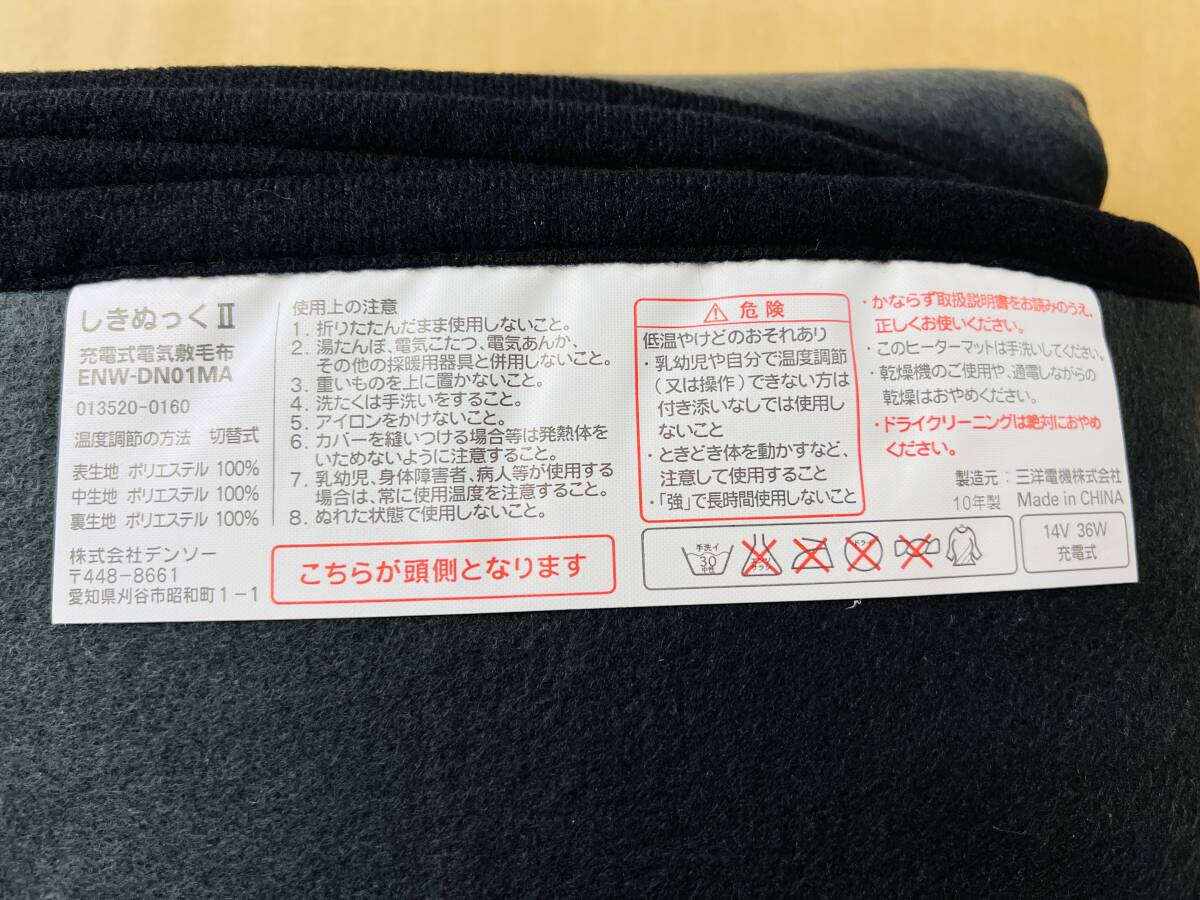 しきぬっくⅡ
充電式電気敷毛布
ENW-DN01MA
013520-0160
温度調節の方法 切替式
表生地 ポリエステル 100%
中生地 ポリエステル 100%
裏生地 ポリエステル 100%
株式会社デンソー
〒448-8661
愛知県刈谷市昭和町1-1
使用上の注意
1. 折りたたんだまま使用しないこと。
2. 湯たんぽ、電気こたつ、電気あんか、
その他の採暖用器具と併用しないこと。
3. 重いものを上に置かないこと。
4. 洗たくは手洗いをすること。
5. アイロンをかけないこと。
6. カバーを縫いつける場合等は発熱体を
いためないように注意すること。
7. 乳幼児、身体障害者、病人等が使用する
場合は、常に使用温度を注意すること。
8. ぬれた状態で使用しないこと。
こちらが頭側となります
危険
低温やけどのおそれあり
・乳幼児や自分で温度調節
(又は操作)できない方は
付き添いなしでは使用し
ないこと
・ときどき体を動かすなど、
注意して使用すること
・「強」で長時間使用しないこと
・かならず取扱説明書をお読みのうえ、
正しくお使いください。
・このヒーターマットは手洗いしてください。
・乾燥機のご使用や、通電しながらの
乾燥はおやめください。
・ドライクリーニングは絶対におやめ
ください。
製造元:三洋電機株式会社
10年製 Made in CHINA
手洗イ
30
中性
エンソ
サラシ
ドライ
14V 36W
充電式